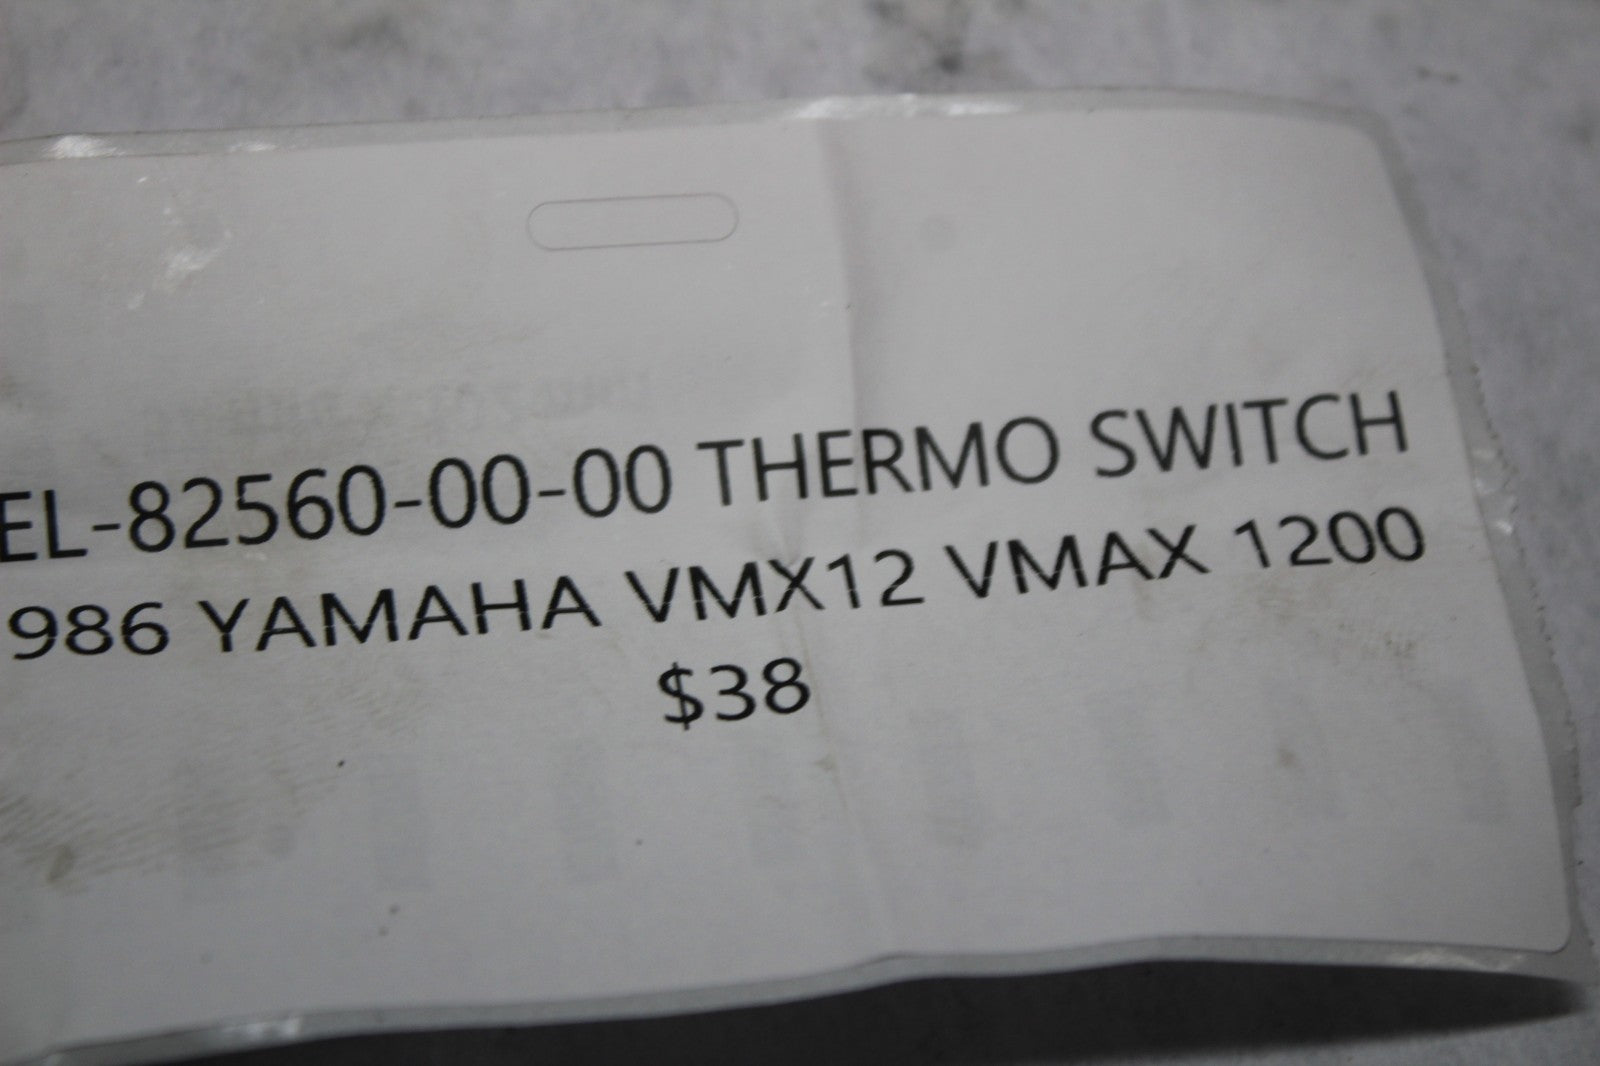 EL-82560-00-00 THERMO SWITCH
986 YAMAHA VMX12 VMAX 1200
$38